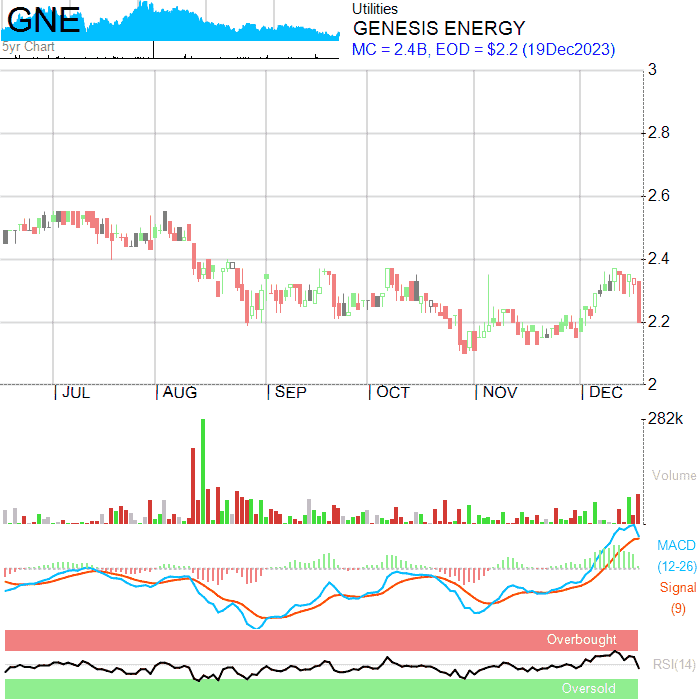 GNE
5yr Chart
Utilities
GENESIS ENERGY
MC = 2.4B, EOD = $2.2 (19Dec2023)
3
2.8
2.6
2.4
2.2
2
JUL AUG SEP OCT NOV DEC
282k
Volume
MACD
(12-26)
Signal
(9)
Overbought
RSI(14)
Oversold